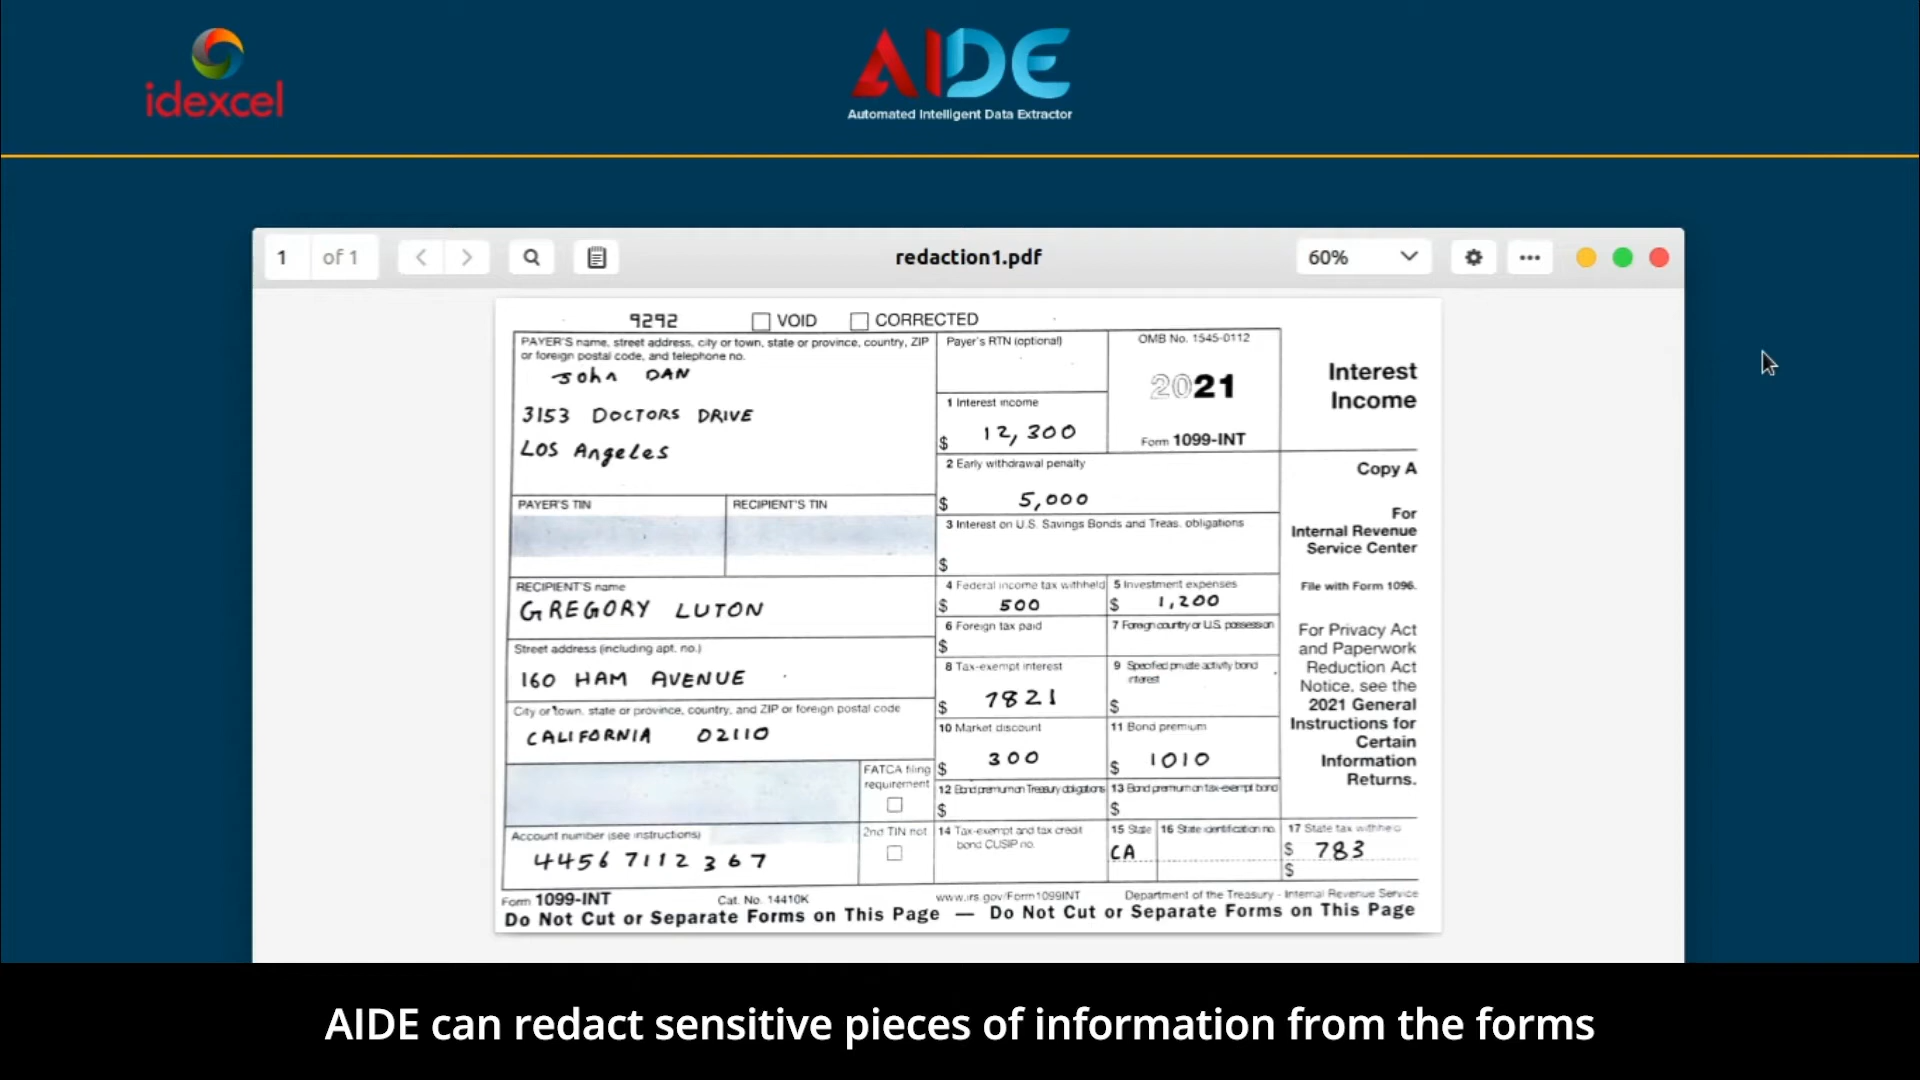 idexcel
AIDE
Automated Intelligent Data Extractor
1 of 1
redaction1.pdf
60%
9292 VOID CORRECTED
PAYER'S name, street address, city or town, state or province, country, ZIP
or foreign postal code, and telephone no.
John DAN
3153 DOCTORS DRIVE
LOS Angeles
Payer's RTN (optional)
OMB No. 1545-0112
2021
Form 1099-INT
Interest
Income
1 Interest income
$ 12,300
2 Early withdrawal penalty
$ 5,000
Copy A
For
Internal Revenue
Service Center
File with Form 1096.
PAYER'S TIN
RECIPIENT'S TIN
3 Interest on U.S. Savings Bonds and Treas. obligations
$
RECIPIENT'S name
GREGORY LUTON
4 Federal income tax withheld
$ 500
5 Investment expenses
$ 1,200
6 Foreign tax paid
$
7 Foreign country or U.S. possession
Street address (including apt. no.)
160 HAM AVENUE
8 Tax-exempt interest
$ 7821
9 Specified private activity bond
interest
$
For Privacy Act
and Paperwork
Reduction Act
Notice, see the
2021 General
Instructions for
Certain
Information
Returns.
City or town, state or province, country, and ZIP or foreign postal code
CALIFORNIA 02110
10 Market discount
$ 300
11 Bond premium
$ 1010
FATCA filing
requirement
12 Bond premium on Treasury obligations
$
13 Bond premium on tax-exempt bond
$
Account number (see instructions)
4456 7112 367
2nd TIN not
14 Tax-exempt and tax credit
bond CUSIP no.
15 State
CA
16 State identification no.
17 State tax withheld
$ 783
$
Form 1099-INT
Cat. No. 14410K
www.irs.gov/Form1099INT
Department of the Treasury - Internal Revenue Service
Do Not Cut or Separate Forms on This Page — Do Not Cut or Separate Forms on This Page
AIDE can redact sensitive pieces of information from the forms